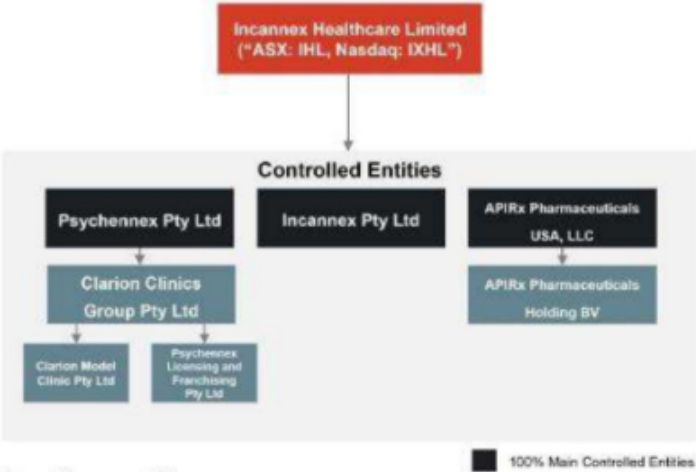 Incannex Healthcare Limited
("ASX: IHL, Nasdaq: IXHL")
Controlled Entities
Psychennex Pty Ltd
Incannex Pty Ltd
APIRx Pharmaceuticals
USA, LLC
Clarion Clinics
Group Pty Ltd
APIRx Pharmaceuticals
Holding BV
Clarion Model
Clinic Pty Ltd
Psychennex
Licensing and
Franchising
Pty Ltd
100% Main Controlled Entities